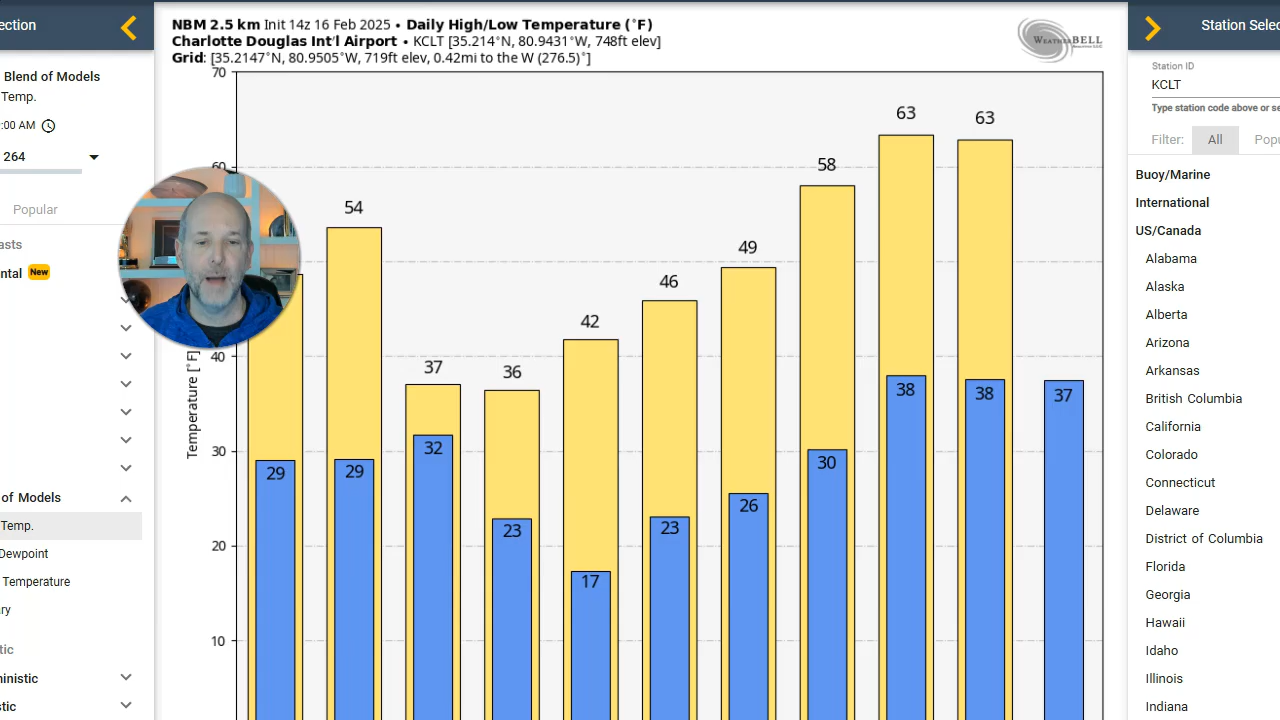 ection
Blend of Models
Temp.
:00 AM
264
Popular
asts
ntal New
of Models
Temp.
Dewpoint
Temperature
ry
tic
ninistic
stic
NBM 2.5 km Init 14z 16 Feb 2025 • Daily High/Low Temperature (°F)
Charlotte Douglas Int'l Airport • KCLT [35.214°N, 80.9431°W, 748ft elev]
Grid: [35.2147°N, 80.9505°W, 719ft elev, 0.42mi to the W (276.5)°]
WEATHERBELL
70
60
40
30
20
10
Temperature [°F]
54
37
36
42
46
49
58
63
63
29
29
32
23
17
23
26
30
38
38
37
Station Selec
Station ID
KCLT
Type station code above or se
Filter: All Popu
Buoy/Marine
International
US/Canada
Alabama
Alaska
Alberta
Arizona
Arkansas
British Columbia
California
Colorado
Connecticut
Delaware
District of Columbia
Florida
Georgia
Hawaii
Idaho
Illinois
Indiana